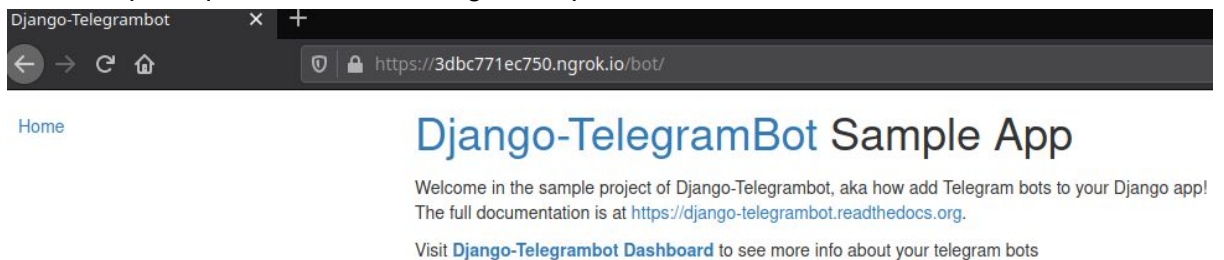 Django-Telegrambot
https://3dbc771ec750.ngrok.io/bot/
Home
Django-TelegramBot Sample App
Welcome in the sample project of Django-Telegrambot, aka how add Telegram bots to your Django app!
The full documentation is at https://django-telegrambot.readthedocs.org.
Visit Django-Telegrambot Dashboard to see more info about your telegram bots